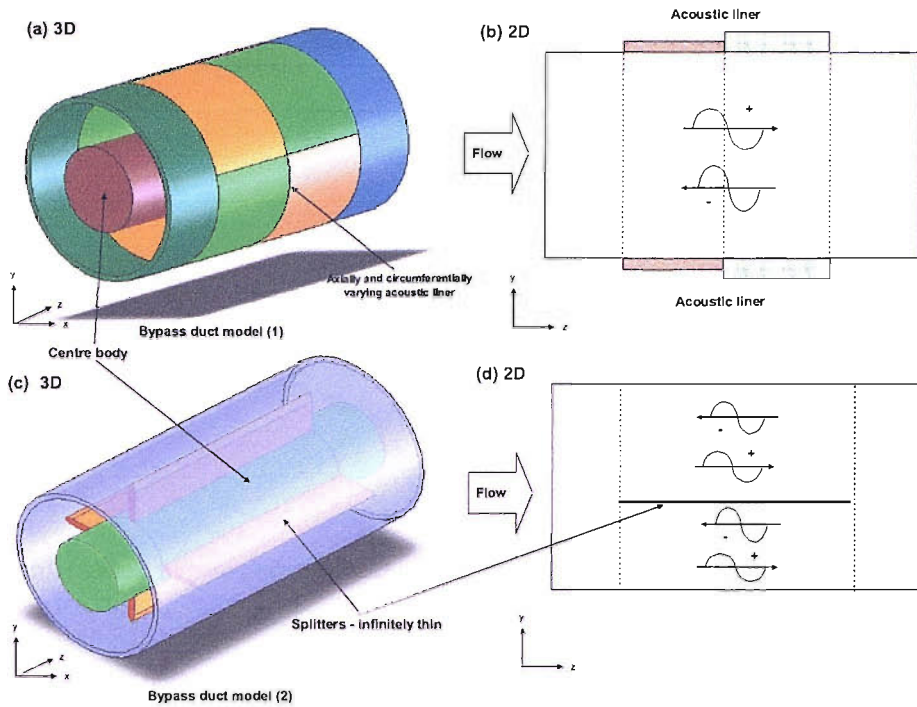 (a) 3D
Axially and circumferentially
varying acoustic liner
y
z
x
Bypass duct model (1)
Centre body
(b) 2D
Acoustic liner
+
Flow
-
Acoustic liner
y
z
(c) 3D
Splitters - infinitely thin
y
z
x
Bypass duct model (2)
(d) 2D
-
+
Flow
-
+
y
z